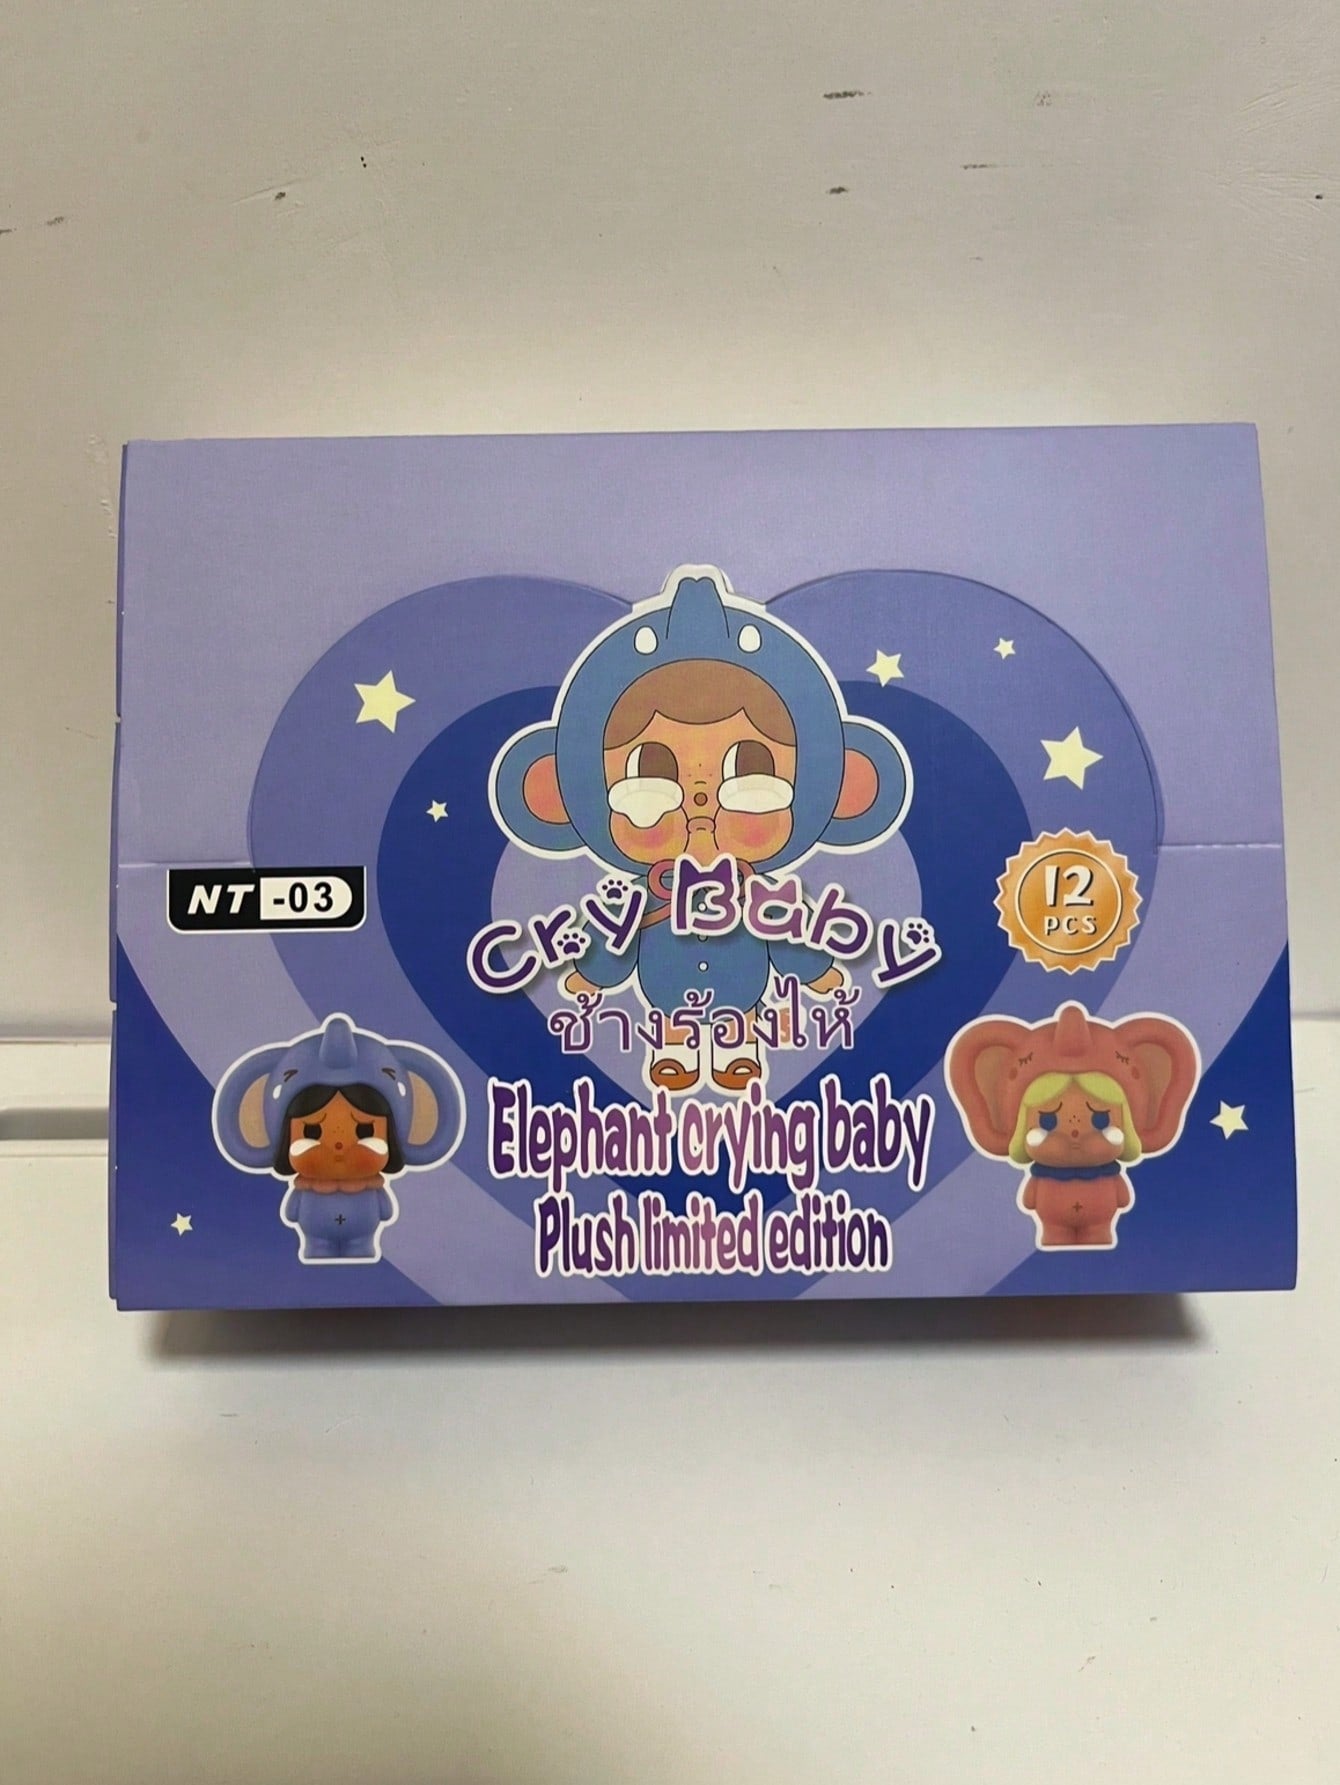 NT -03
12
PCS
Cry Baby
ช้างร้องไห้
Elephant crying baby
Plush limited edition